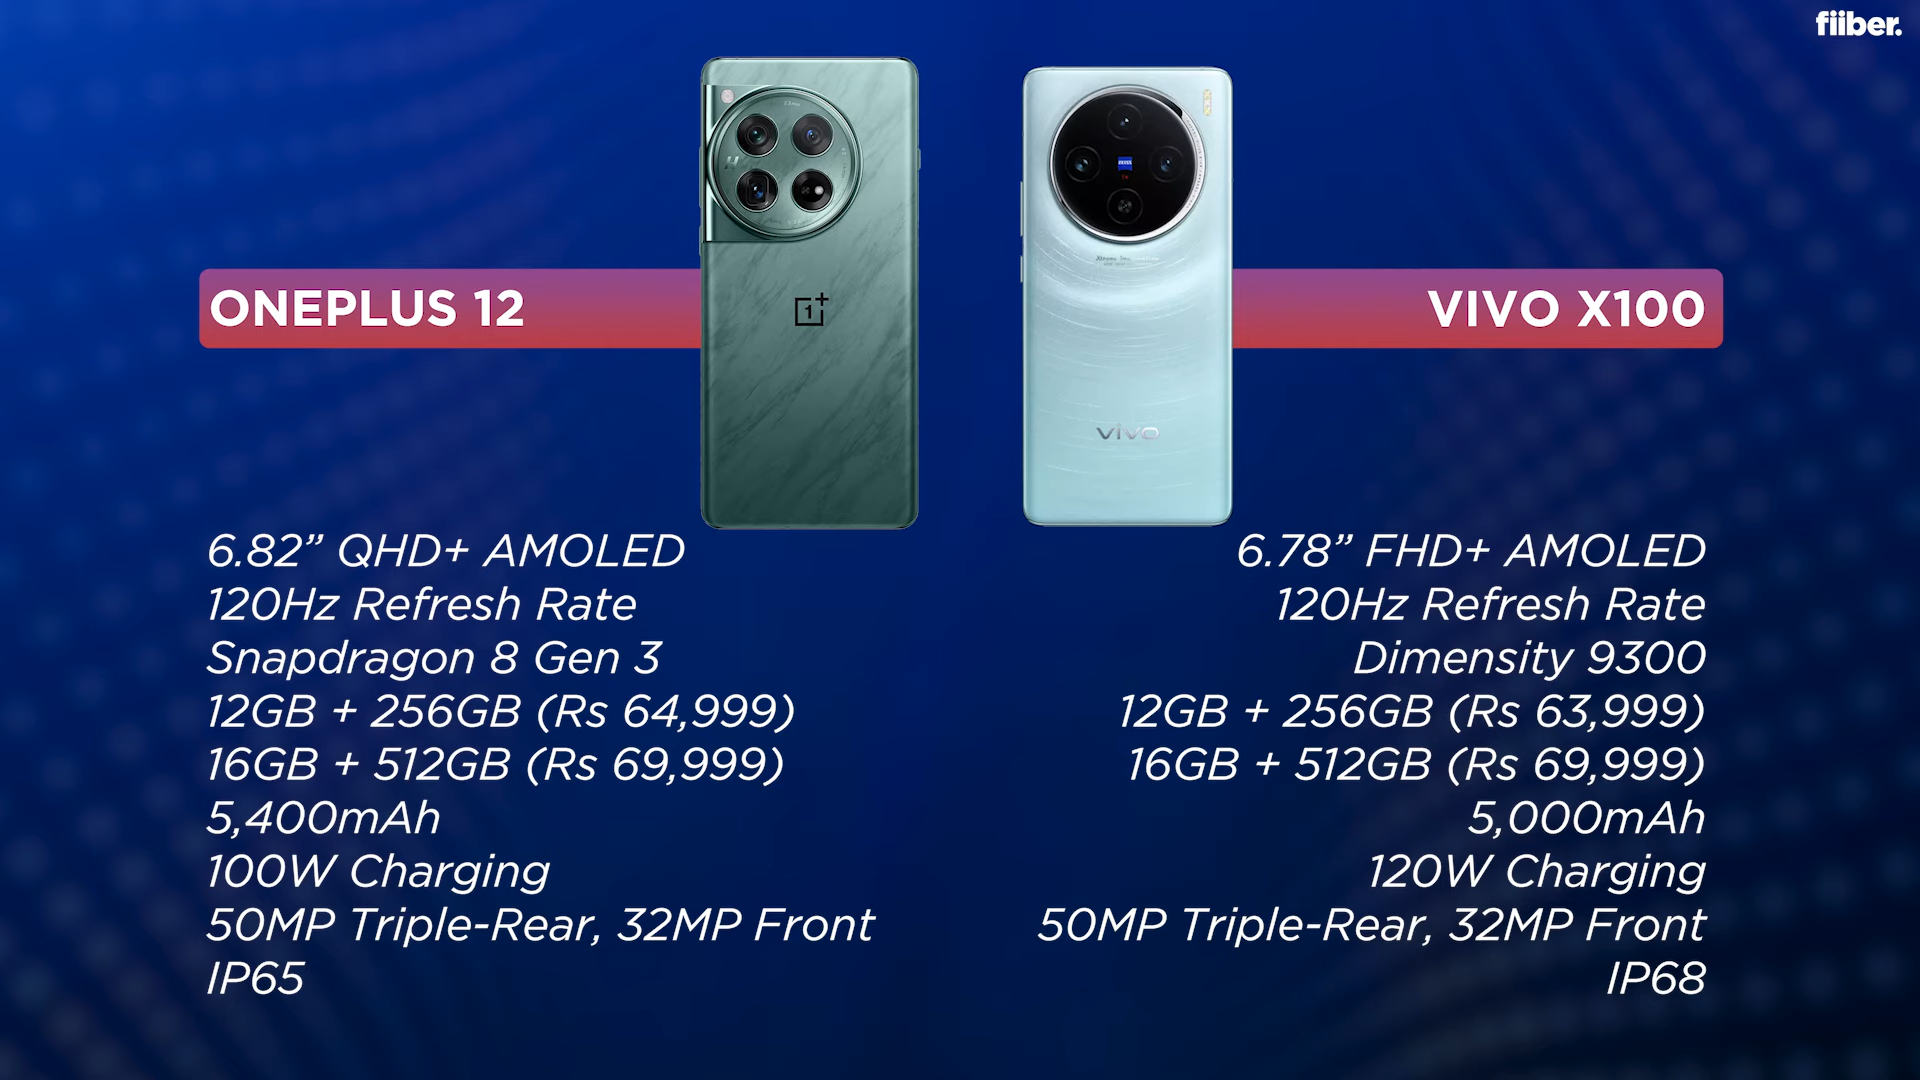 fiiber.
ZEISS
ONEPLUS 12
VIVO X100
vivo
6.82” QHD+ AMOLED
120Hz Refresh Rate
Snapdragon 8 Gen 3
12GB + 256GB (Rs 64,999)
16GB + 512GB (Rs 69,999)
5,400mAh
100W Charging
50MP Triple-Rear, 32MP Front
IP65
6.78” FHD+ AMOLED
120Hz Refresh Rate
Dimensity 9300
12GB + 256GB (Rs 63,999)
16GB + 512GB (Rs 69,999)
5,000mAh
120W Charging
50MP Triple-Rear, 32MP Front
IP68